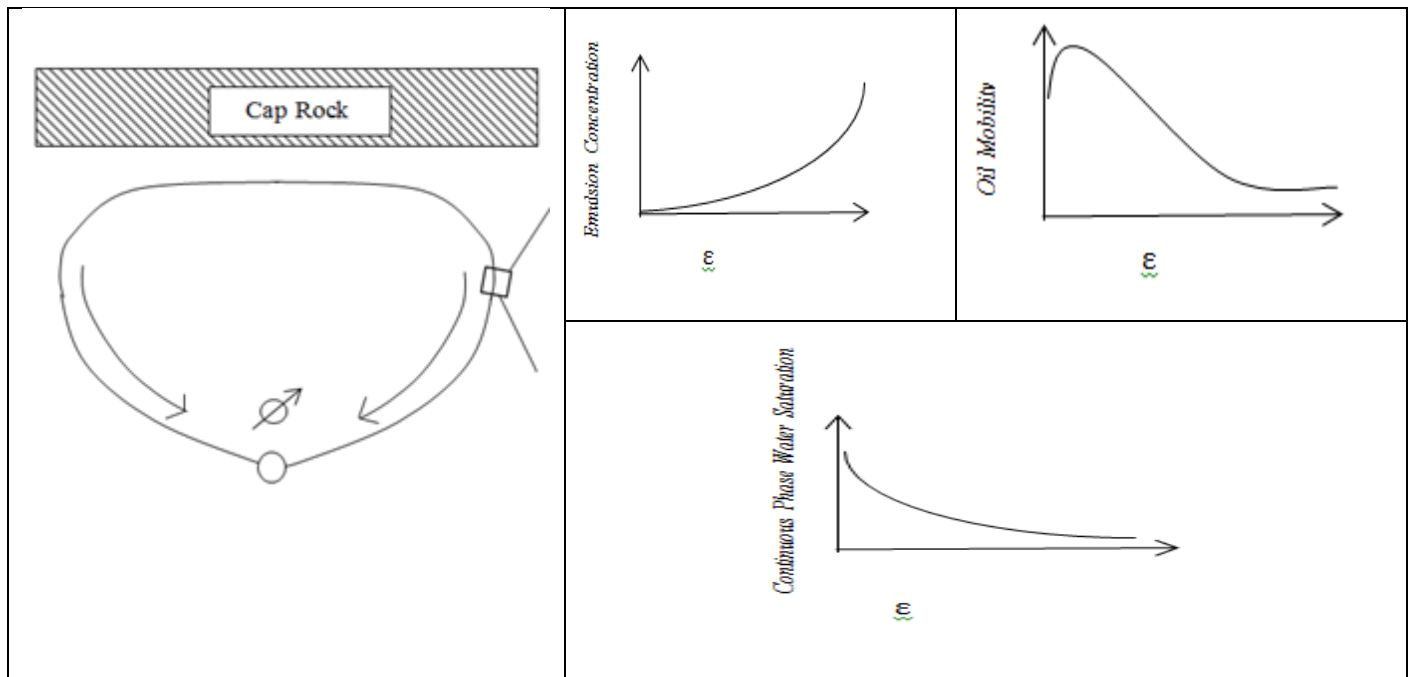 Cap Rock
Emulsion Concentration
ε
Oil Mobility
ε
Continuous Phase Water Saturation
ε